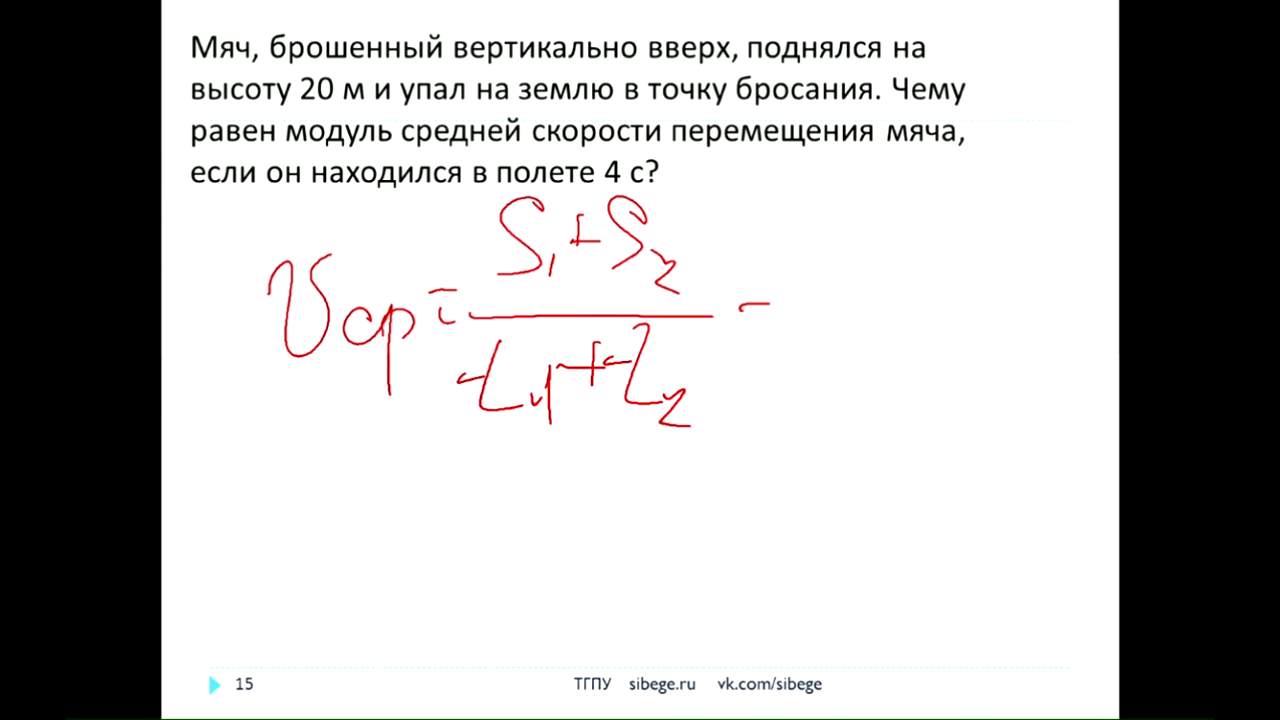 Мяч, брошенный вертикально вверх, поднялся на
высоту 20 м и упал на землю в точку бросания. Чему
равен модуль средней скорости перемещения мяча,
если он находился в полете 4 с?
S₁+S₂
υср = ―――― =
t₁+t₂
15 ТГПУ sibege.ru vk.com/sibege